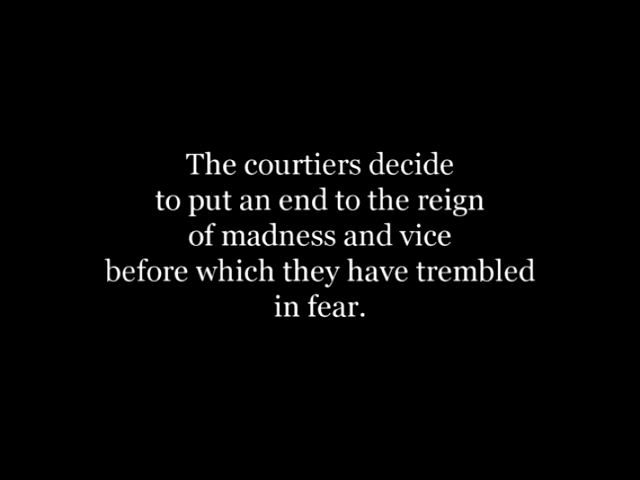 The courtiers decide
to put an end to the reign
of madness and vice
before which they have trembled
in fear.